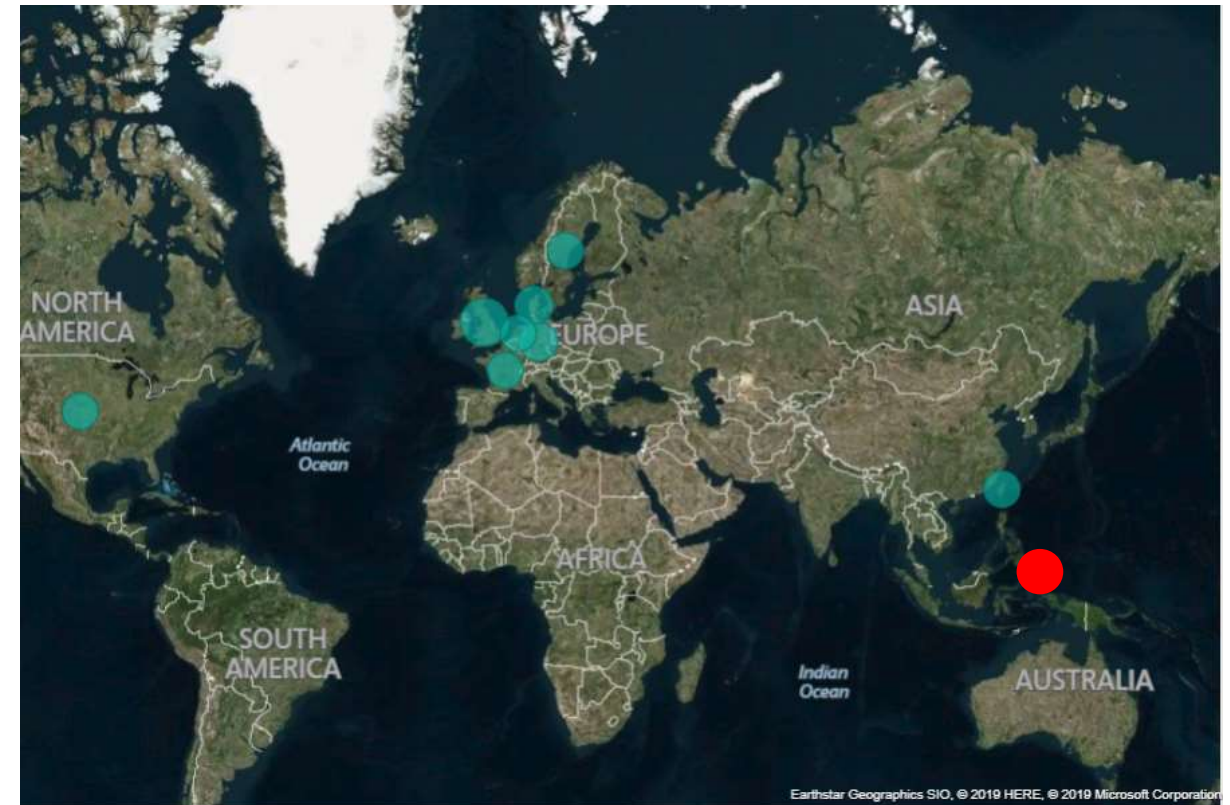 NORTH
AMERICA
EUROPE
ASIA
Atlantic
Ocean
AFRICA
SOUTH
AMERICA
Indian
Ocean
AUSTRALIA
Earthstar Geographics SIO, © 2019 HERE, © 2019 Microsoft Corporation